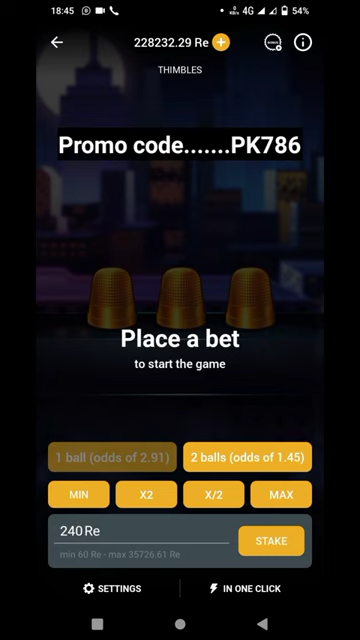 18:45 4G 54%
228232.29 Re
THIMBLES
Promo code.......PK786
Place a bet
to start the game
1 ball (odds of 2.91) 2 balls (odds of 1.45)
MIN X2 X/2 MAX
240 Re
STAKE
min 60 Re - max 35726.61 Re
SETTINGS IN ONE CLICK